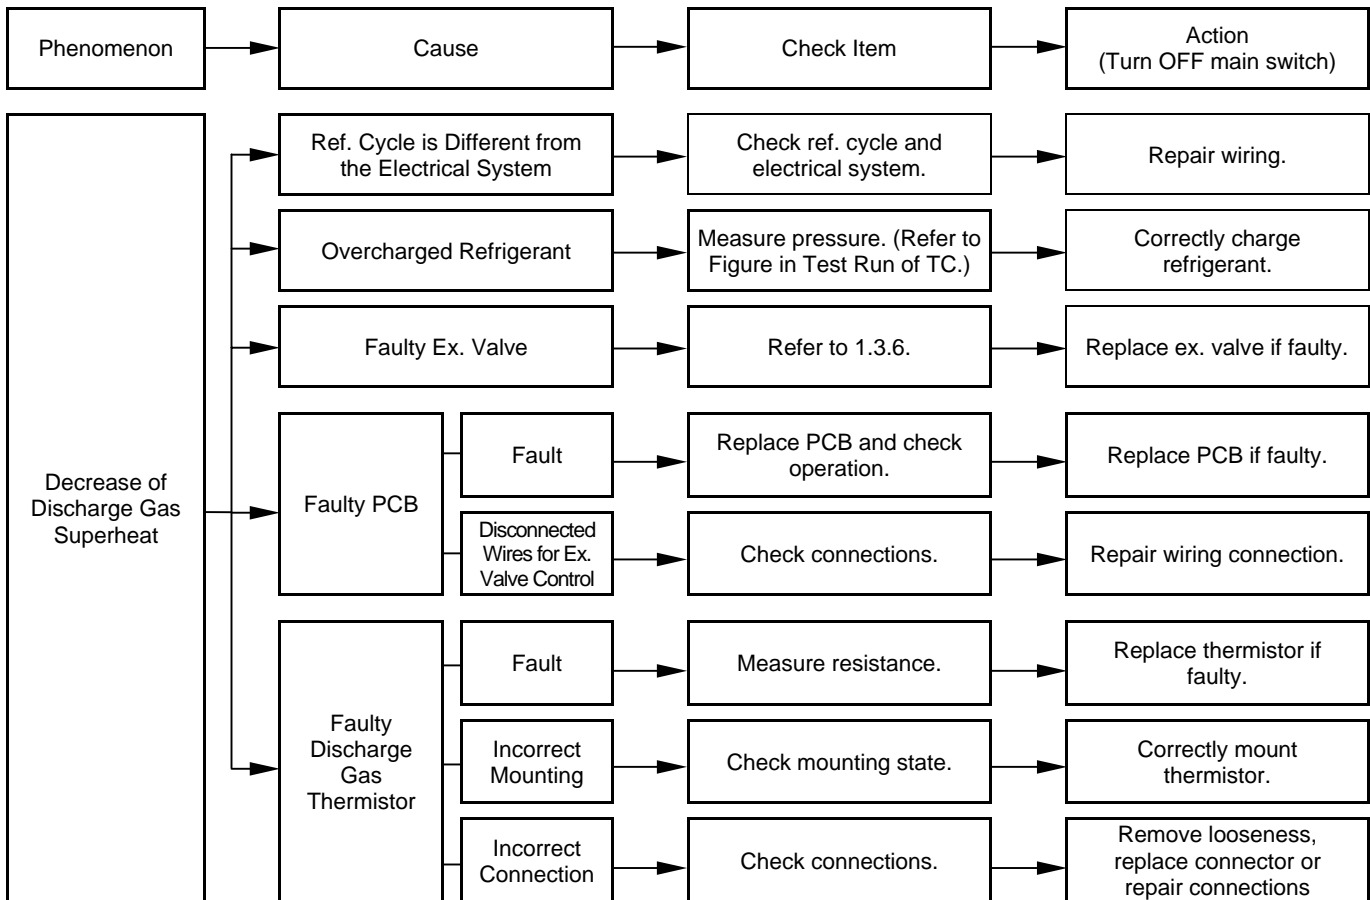 Phenomenon
Cause
Check Item
Action
(Turn OFF main switch)
Decrease of
Discharge Gas
Superheat
Ref. Cycle is Different from
the Electrical System
Check ref. cycle and
electrical system.
Repair wiring.
Overcharged Refrigerant
Measure pressure. (Refer to
Figure in Test Run of TC.)
Correctly charge
refrigerant.
Faulty Ex. Valve
Refer to 1.3.6.
Replace ex. valve if faulty.
Faulty PCB
Fault
Replace PCB and check
operation.
Replace PCB if faulty.
Disconnected
Wires for Ex.
Valve Control
Check connections.
Repair wiring connection.
Faulty
Discharge
Gas
Thermistor
Fault
Measure resistance.
Replace thermistor if
faulty.
Incorrect
Mounting
Check mounting state.
Correctly mount
thermistor.
Incorrect
Connection
Check connections.
Remove looseness,
replace connector or
repair connections